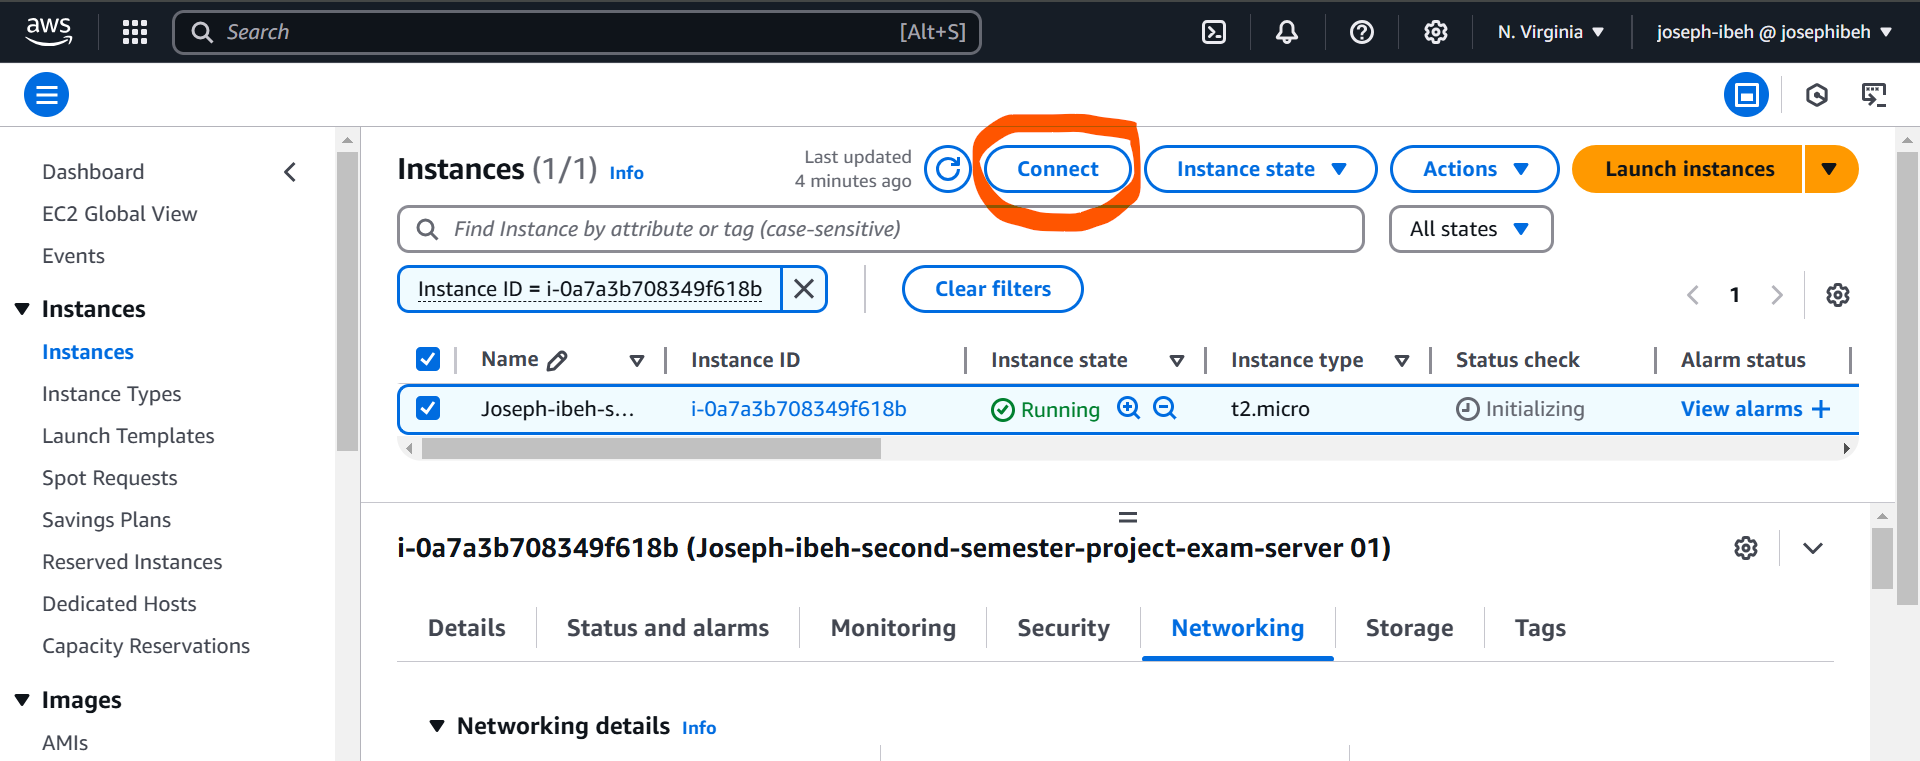 aws
Search [Alt+S]
N. Virginia
joseph-ibeh @ josephibeh
Dashboard
EC2 Global View
Events
Instances
Instances
Instance Types
Launch Templates
Spot Requests
Savings Plans
Reserved Instances
Dedicated Hosts
Capacity Reservations
Images
AMIs
Instances (1/1) Info
Last updated
4 minutes ago
Connect
Instance state
Actions
Launch instances
Find Instance by attribute or tag (case-sensitive)
All states
Instance ID = i-0a7a3b708349f618b
Clear filters
1
Name Instance ID Instance state Instance type Status check Alarm status
Joseph-ibeh-s... i-0a7a3b708349f618b Running t2.micro Initializing View alarms +
i-0a7a3b708349f618b (Joseph-ibeh-second-semester-project-exam-server 01)
Details Status and alarms Monitoring Security Networking Storage Tags
Networking details Info